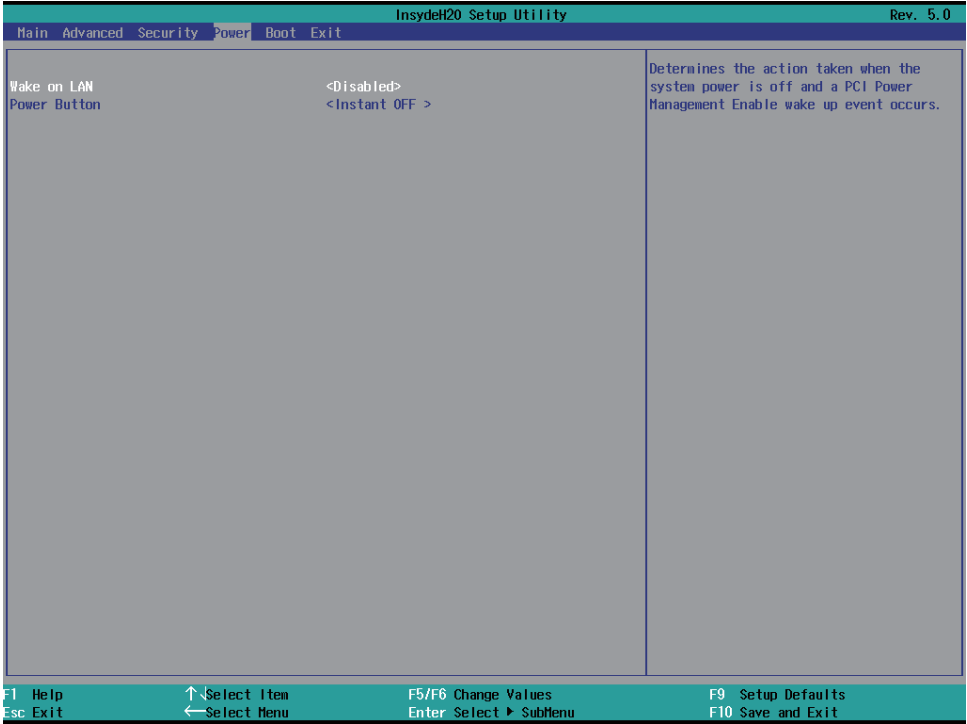 InsydeH20 Setup Utility Rev. 5.0
Main Advanced Security Power Boot Exit
Wake on LAN <Disabled>
Power Button <Instant OFF >
Determines the action taken when the
system power is off and a PCI Power
Management Enable wake up event occurs.
F1 Help ↑↓Select Item F5/F6 Change Values F9 Setup Defaults
Esc Exit ←Select Menu Enter Select ▶ SubMenu F10 Save and Exit